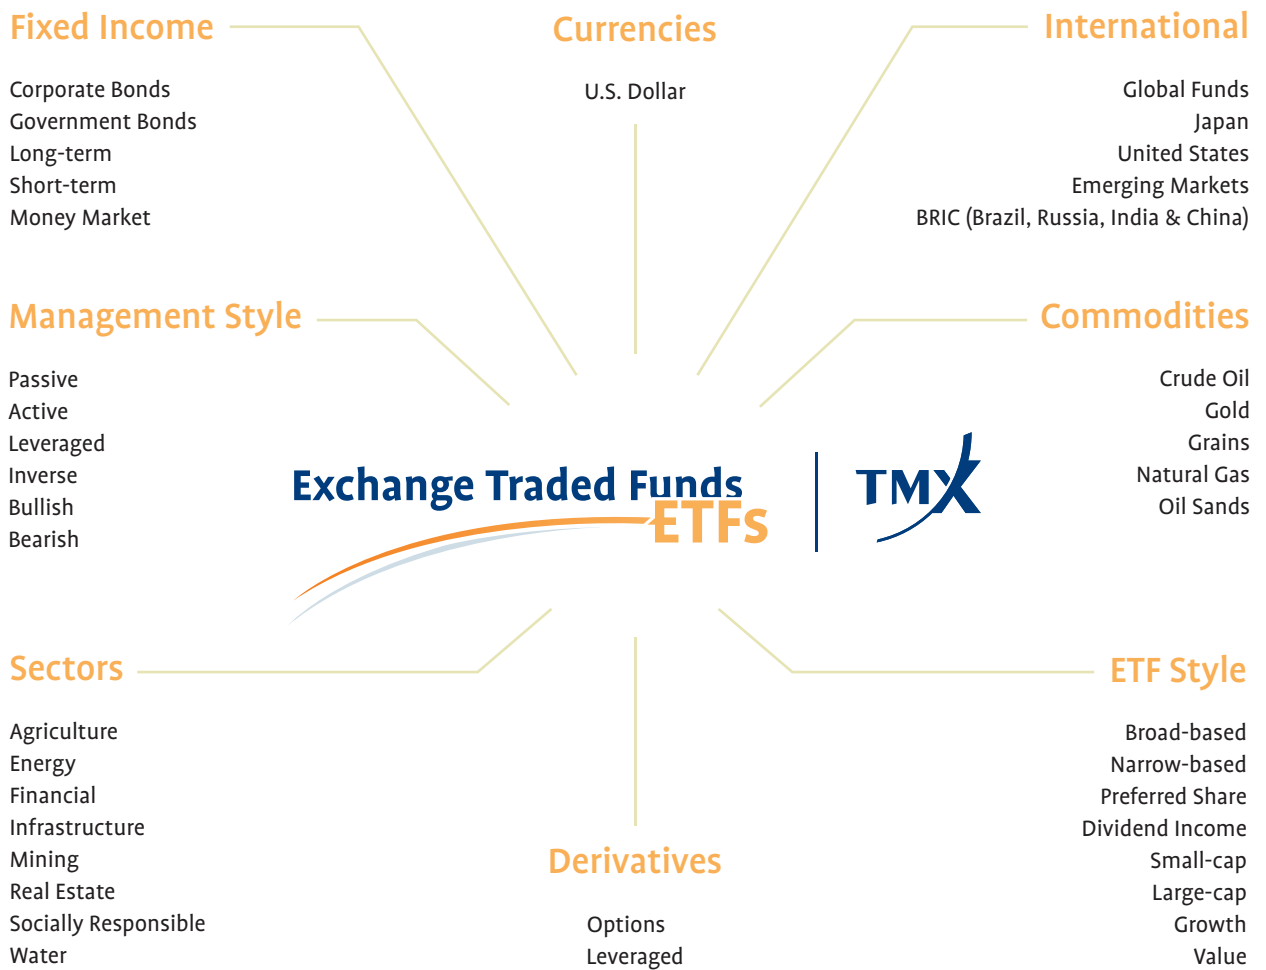 Fixed Income
Corporate Bonds
Government Bonds
Long-term
Short-term
Money Market
Currencies
U.S. Dollar
International
Global Funds
Japan
United States
Emerging Markets
BRIC (Brazil, Russia, India & China)
Management Style
Passive
Active
Leveraged
Inverse
Bullish
Bearish
Exchange Traded Funds
ETFs
TMX
Commodities
Crude Oil
Gold
Grains
Natural Gas
Oil Sands
Sectors
Agriculture
Energy
Financial
Infrastructure
Mining
Real Estate
Socially Responsible
Water
Derivatives
Options
Leveraged
ETF Style
Broad-based
Narrow-based
Preferred Share
Dividend Income
Small-cap
Large-cap
Growth
Value